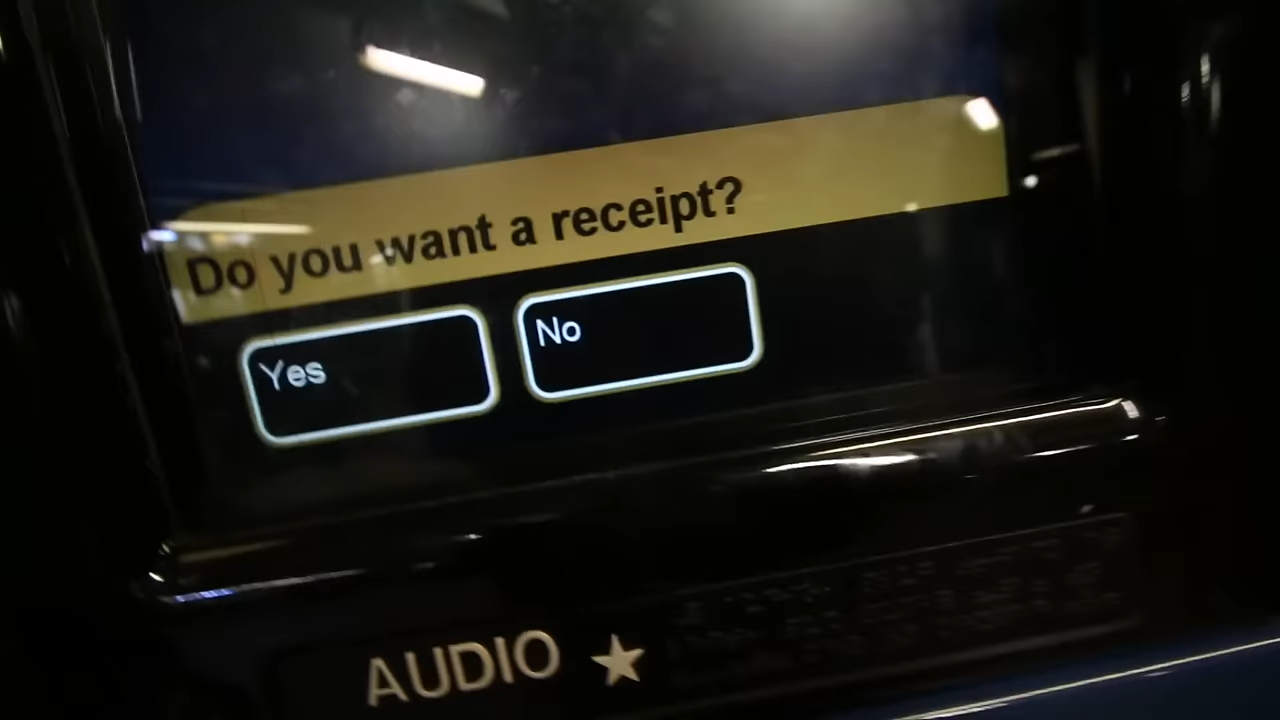 Do you want a receipt?
Yes
No
AUDIO ★